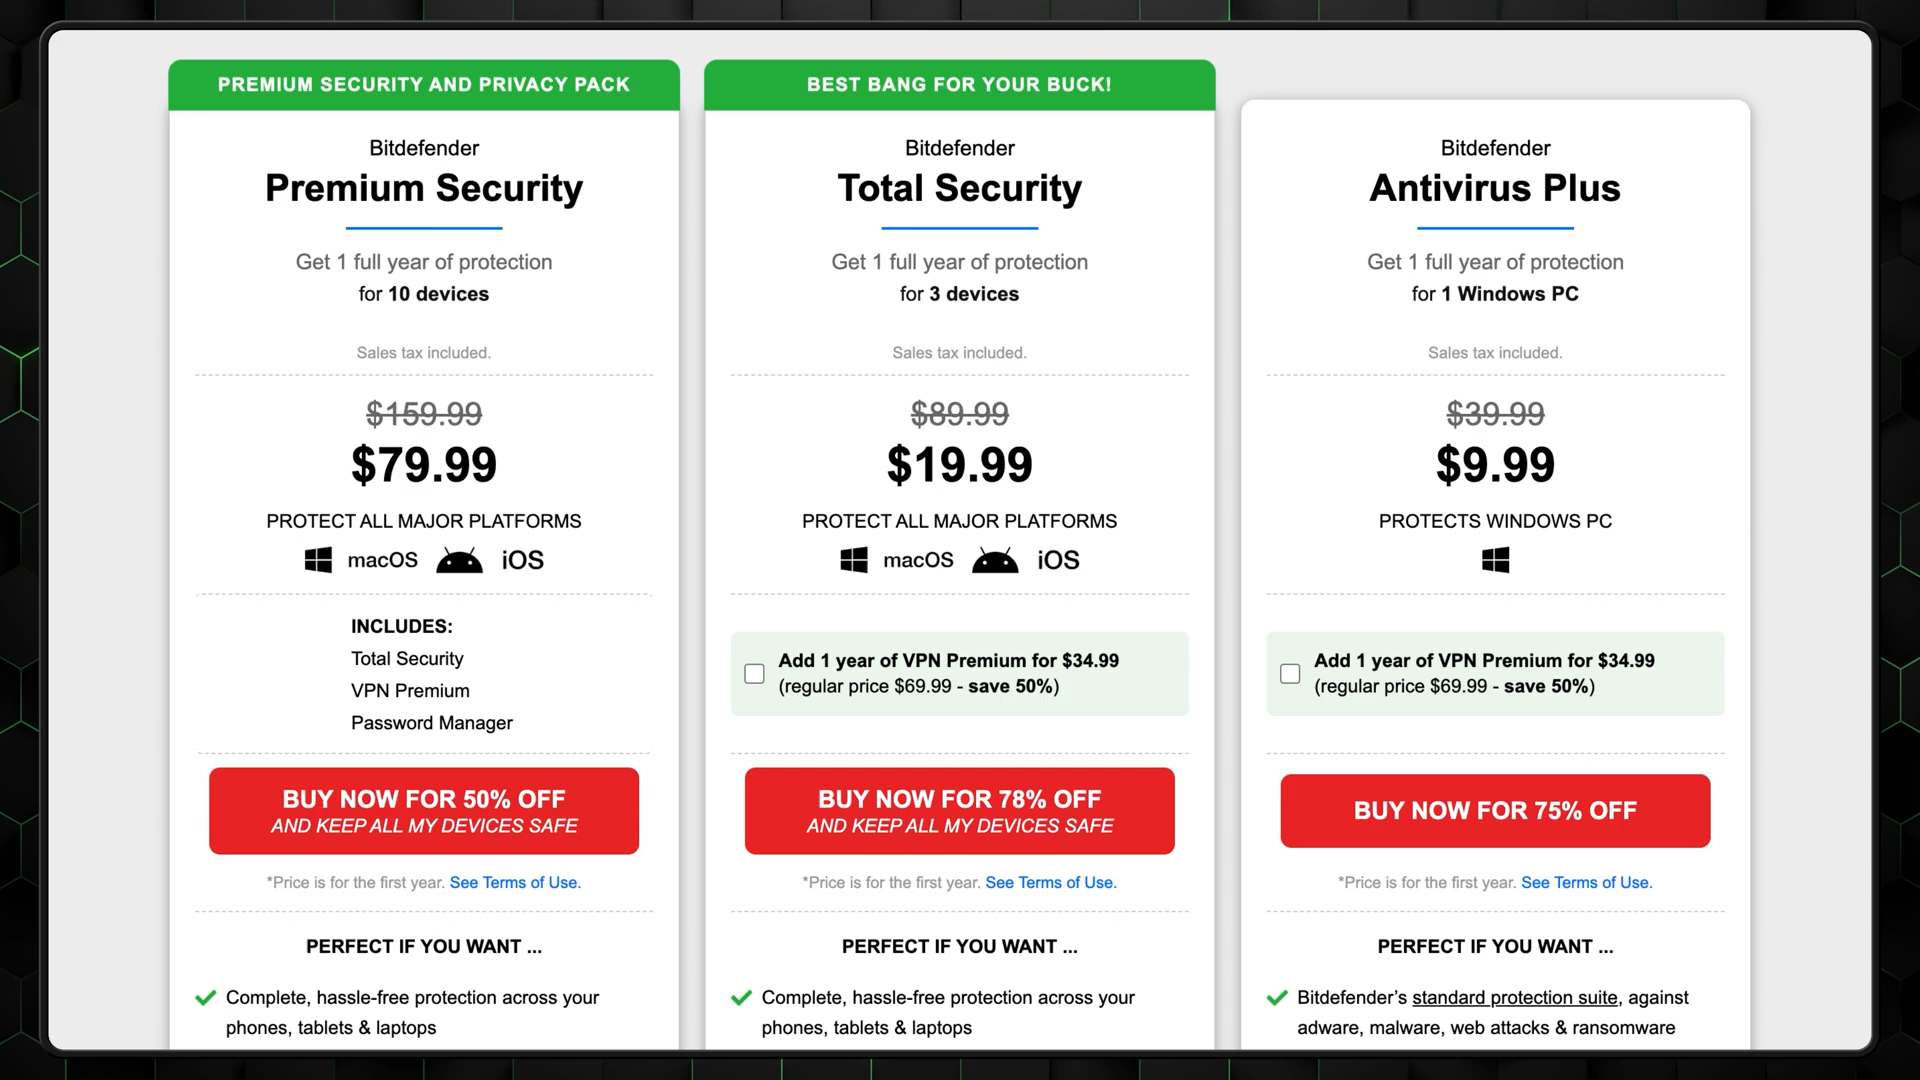 PREMIUM SECURITY AND PRIVACY PACK
Bitdefender
Premium Security
Get 1 full year of protection
for 10 devices
Sales tax included.
$159.99
$79.99
PROTECT ALL MAJOR PLATFORMS
macOS iOS
INCLUDES:
Total Security
VPN Premium
Password Manager
BUY NOW FOR 50% OFF
AND KEEP ALL MY DEVICES SAFE
*Price is for the first year. See Terms of Use.
PERFECT IF YOU WANT ...
Complete, hassle-free protection across your
phones, tablets & laptops
BEST BANG FOR YOUR BUCK!
Bitdefender
Total Security
Get 1 full year of protection
for 3 devices
Sales tax included.
$89.99
$19.99
PROTECT ALL MAJOR PLATFORMS
macOS iOS
Add 1 year of VPN Premium for $34.99
(regular price $69.99 - save 50%)
BUY NOW FOR 78% OFF
AND KEEP ALL MY DEVICES SAFE
*Price is for the first year. See Terms of Use.
PERFECT IF YOU WANT ...
Complete, hassle-free protection across your
phones, tablets & laptops
Bitdefender
Antivirus Plus
Get 1 full year of protection
for 1 Windows PC
Sales tax included.
$39.99
$9.99
PROTECTS WINDOWS PC
Add 1 year of VPN Premium for $34.99
(regular price $69.99 - save 50%)
BUY NOW FOR 75% OFF
*Price is for the first year. See Terms of Use.
PERFECT IF YOU WANT ...
Bitdefender’s standard protection suite, against
adware, malware, web attacks & ransomware